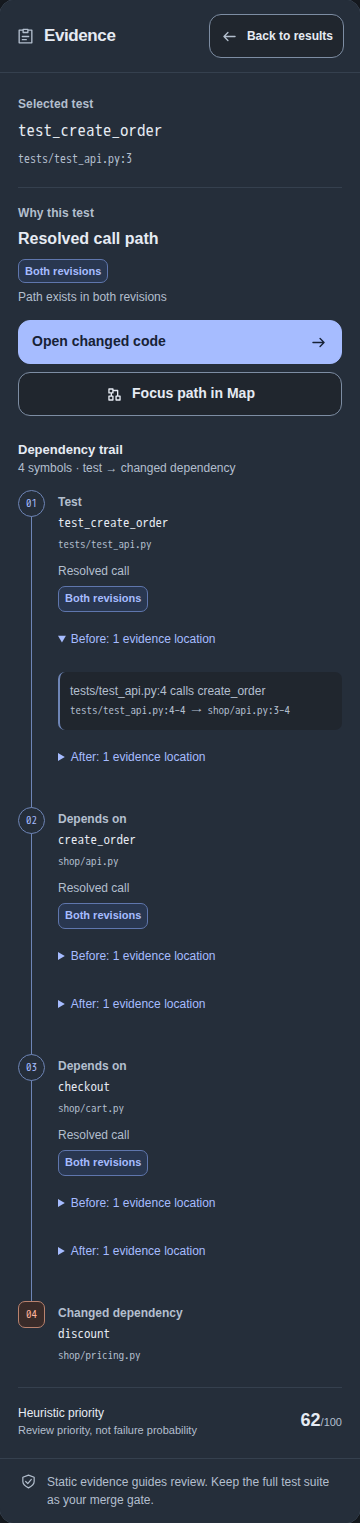 Evidence
Back to results
Selected test
test_create_order
tests/test_api.py:3
Why this test
Resolved call path
Both revisions
Path exists in both revisions
Open changed code →
Focus path in Map
Dependency trail
4 symbols · test → changed dependency
01
Test
test_create_order
tests/test_api.py
Resolved call
Both revisions
▼ Before: 1 evidence location
tests/test_api.py:4 calls create_order
tests/test_api.py:4–4 → shop/api.py:3–4
▶ After: 1 evidence location
02
Depends on
create_order
shop/api.py
Resolved call
Both revisions
▶ Before: 1 evidence location
▶ After: 1 evidence location
03
Depends on
checkout
shop/cart.py
Resolved call
Both revisions
▶ Before: 1 evidence location
▶ After: 1 evidence location
04
Changed dependency
discount
shop/pricing.py
Heuristic priority
Review priority, not failure probability
62/100
Static evidence guides review. Keep the full test suite
as your merge gate.